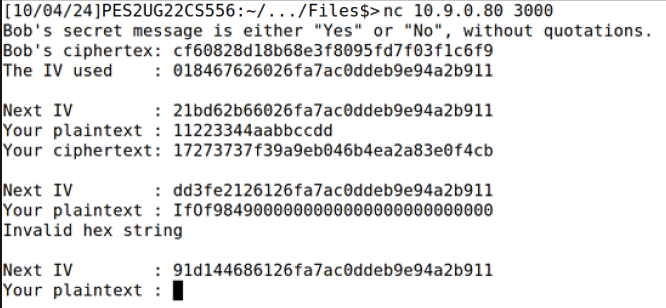 [10/04/24]PES2UG22CS556:~/.../Files$>nc 10.9.0.80 3000
Bob's secret message is either "Yes" or "No", without quotations.
Bob's ciphertex: cf60828d18b68e3f8095fd7f03f1c6f9
The IV used : 018467626026fa7ac0ddeb9e94a2b911
Next IV : 21bd62b66026fa7ac0ddeb9e94a2b911
Your plaintext : 11223344aabbccdd
Your ciphertext: 17273737f39a9eb046b4ea2a83e0f4cb
Next IV : dd3fe2126126fa7ac0ddeb9e94a2b911
Your plaintext : IfOf9849000000000000000000000000
Invalid hex string
Next IV : 91d144686126fa7ac0ddeb9e94a2b911
Your plaintext :